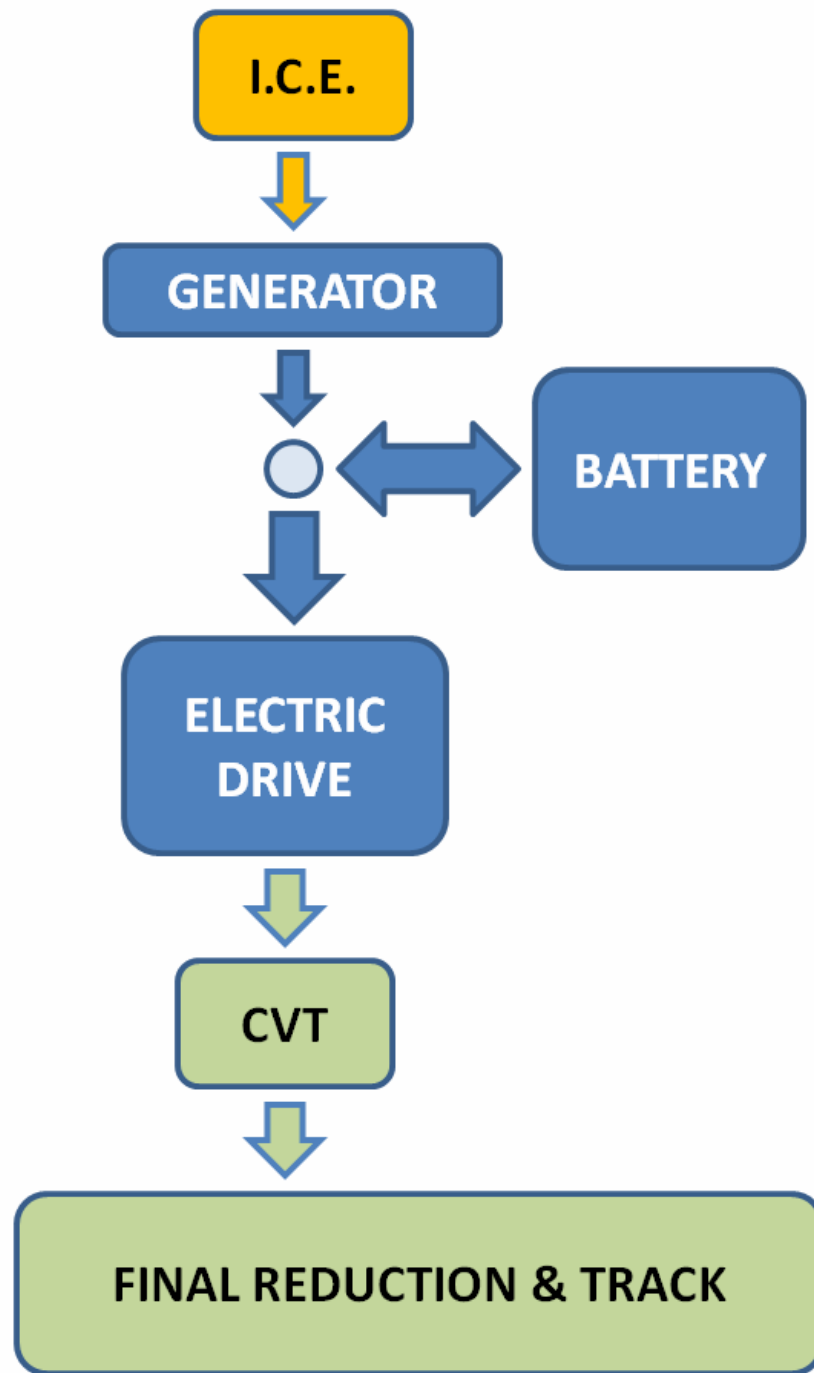 I.C.E.
GENERATOR
BATTERY
ELECTRIC
DRIVE
CVT
FINAL REDUCTION & TRACK